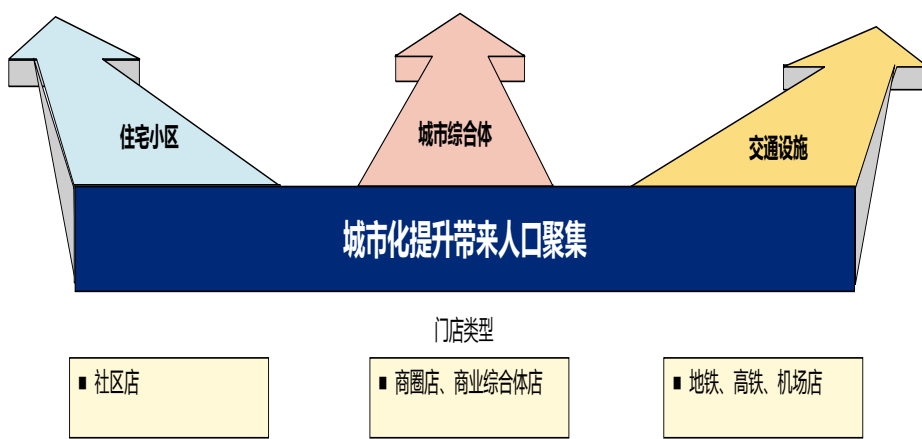 住宅小区
城市综合体
交通设施
城市化提升带来人口聚集
门店类型
■ 社区店
■ 商圈店、商业综合体店
■ 地铁、高铁、机场店